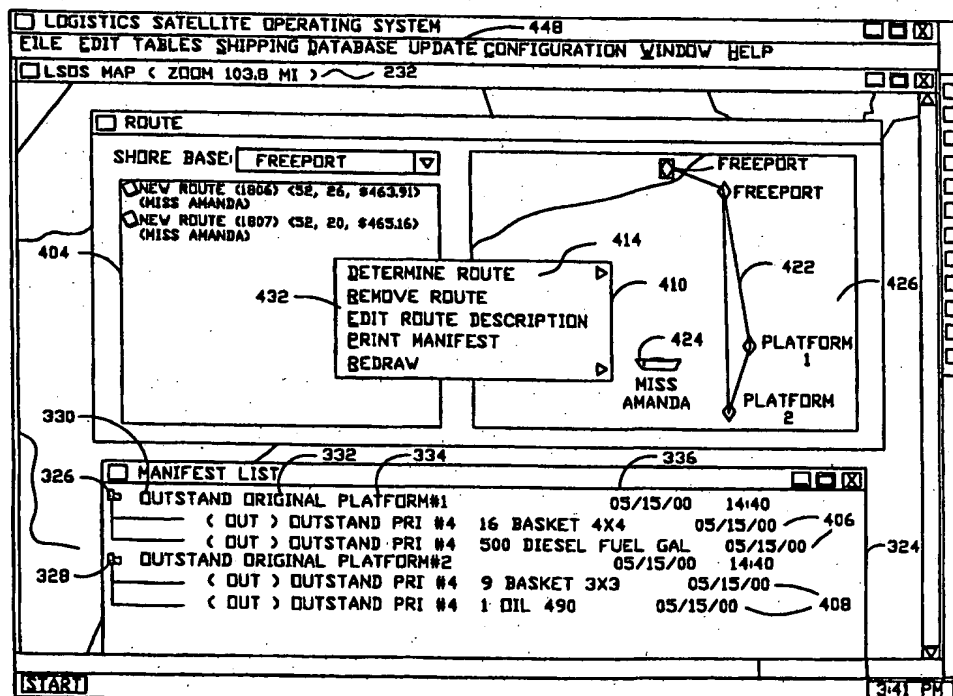 LOGISTICS SATELLITE OPERATING SYSTEM 448
FILE EDIT TABLES SHIPPING DATABASE UPDATE CONFIGURATION WINDOW HELP
LSOS MAP ( ZOOM 103.8 MI ) 232
ROUTE
SHORE BASE: FREEPORT
NEW ROUTE (1806) <52, 26, $463.91>
(MISS AMANDA)
NEW ROUTE (1807) <52, 20, $465.16>
(MISS AMANDA)
404
FREEPORT
FREEPORT
414
422
426
432
DETERMINE ROUTE
REMOVE ROUTE
EDIT ROUTE DESCRIPTION
PRINT MANIFEST
REDRAW
410
424
MISS
AMANDA
PLATFORM
1
PLATFORM
2
330
332
334
336
326
MANIFEST LIST
OUTSTAND ORIGINAL PLATFORM#1 05/15/00 14:40
( OUT ) OUTSTAND PRI #4 16 BASKET 4X4 05/15/00 406
( OUT ) OUTSTAND PRI #4 500 DIESEL FUEL GAL 05/15/00
324
328
OUTSTAND ORIGINAL PLATFORM#2 05/15/00 14:40
( OUT ) OUTSTAND PRI #4 9 BASKET 3X3 05/15/00
( OUT ) OUTSTAND PRI #4 1 OIL 490 05/15/00 408
START 3:41 PM